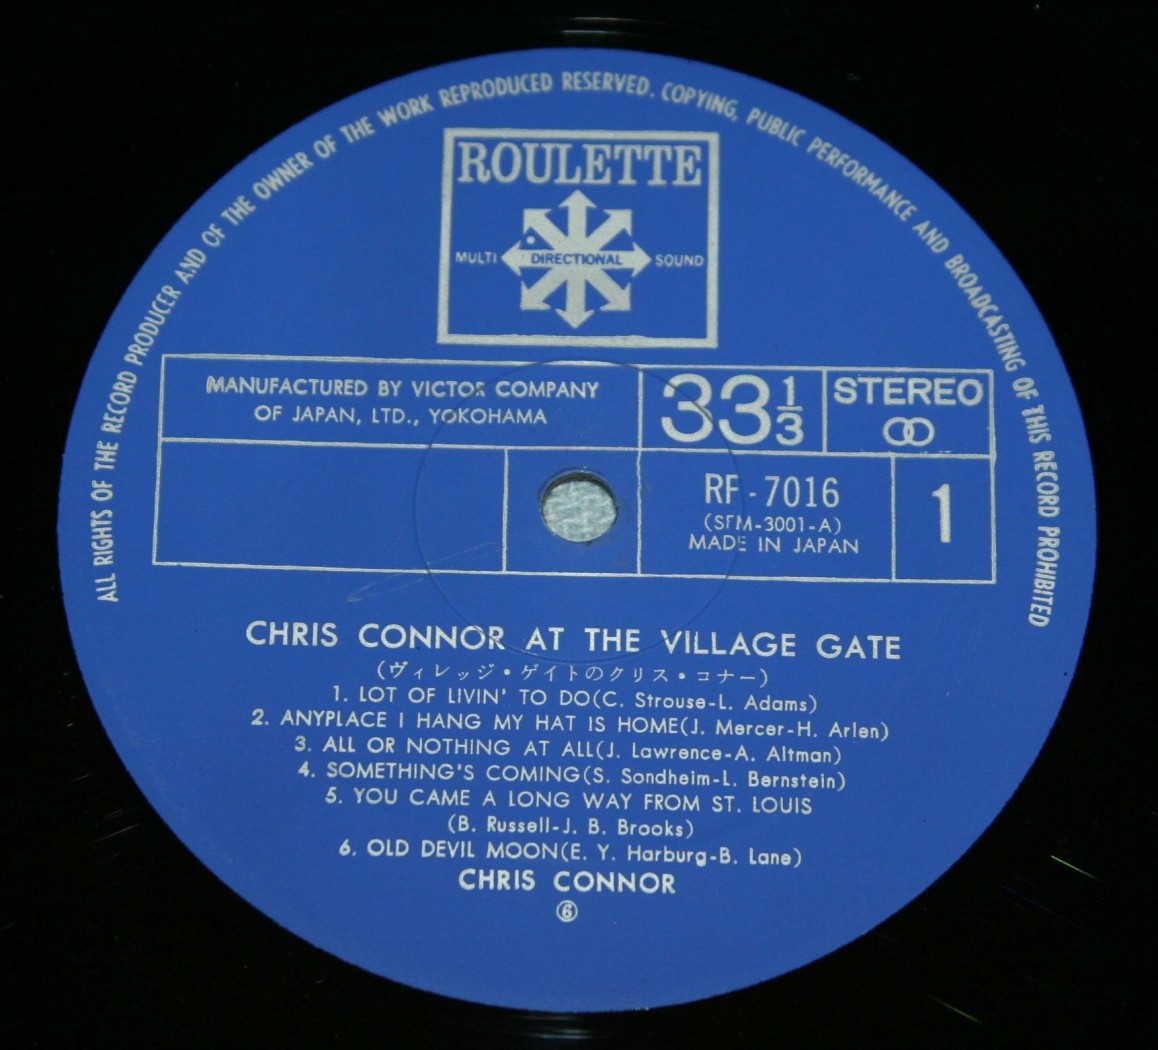 ALL RIGHTS OF THE RECORD PRODUCER AND OF THE OWNER OF THE WORK REPRODUCED RESERVED. COPYING, PUBLIC PERFORMANCE AND BROADCASTING OF THIS RECORD PROHIBITED
ROULETTE
MULTI DIRECTIONAL SOUND
MANUFACTURED BY VICTOR COMPANY
OF JAPAN, LTD., YOKOHAMA
33 1/3
STEREO
RF-7016
(SFM-3001-A)
MADE IN JAPAN
1
CHRIS CONNOR AT THE VILLAGE GATE
(ヴィレッジ・ゲイトのクリス・コナー)
1. LOT OF LIVIN' TO DO(C. Strouse-L. Adams)
2. ANYPLACE I HANG MY HAT IS HOME(J. Mercer-H. Arlen)
3. ALL OR NOTHING AT ALL(J. Lawrence-A. Altman)
4. SOMETHING'S COMING(S. Sondheim-L. Bernstein)
5. YOU CAME A LONG WAY FROM ST. LOUIS
(B. Russell-J. B. Brooks)
6. OLD DEVIL MOON(E. Y. Harburg-B. Lane)
CHRIS CONNOR
⑥